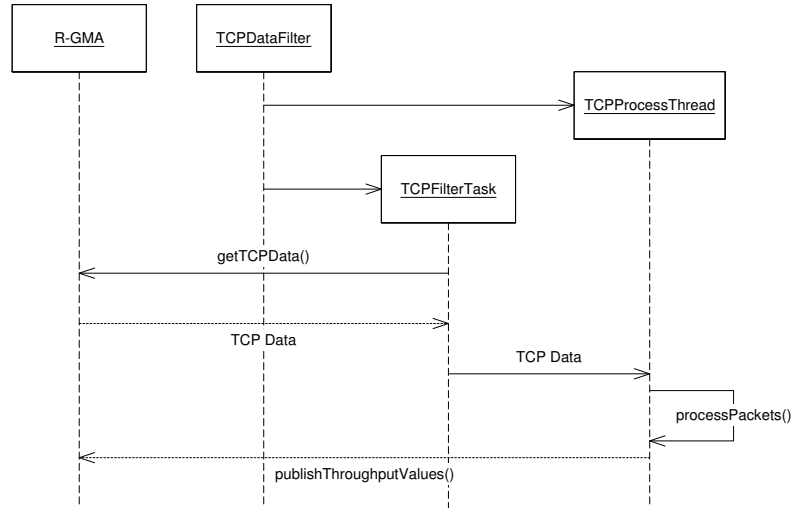 R-GMA
TCPDataFilter
TCPProcessThread
TCPFilterTask
getTCPData()
TCP Data
TCP Data
processPackets()
publishThroughputValues()